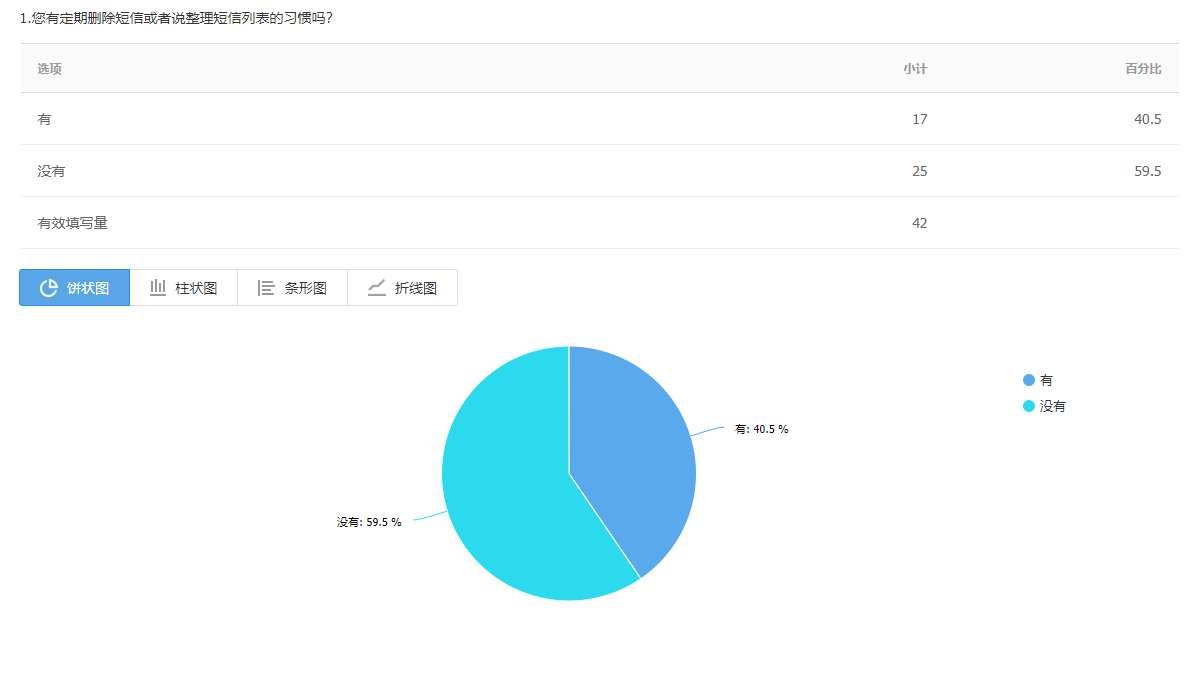 1.您有定期删除短信或者说整理短信列表的习惯吗？
选项 小计 百分比
有 17 40.5
没有 25 59.5
有效填写量 42
饼状图 柱状图 条形图 折线图
有
没有
有: 40.5 %
没有: 59.5 %